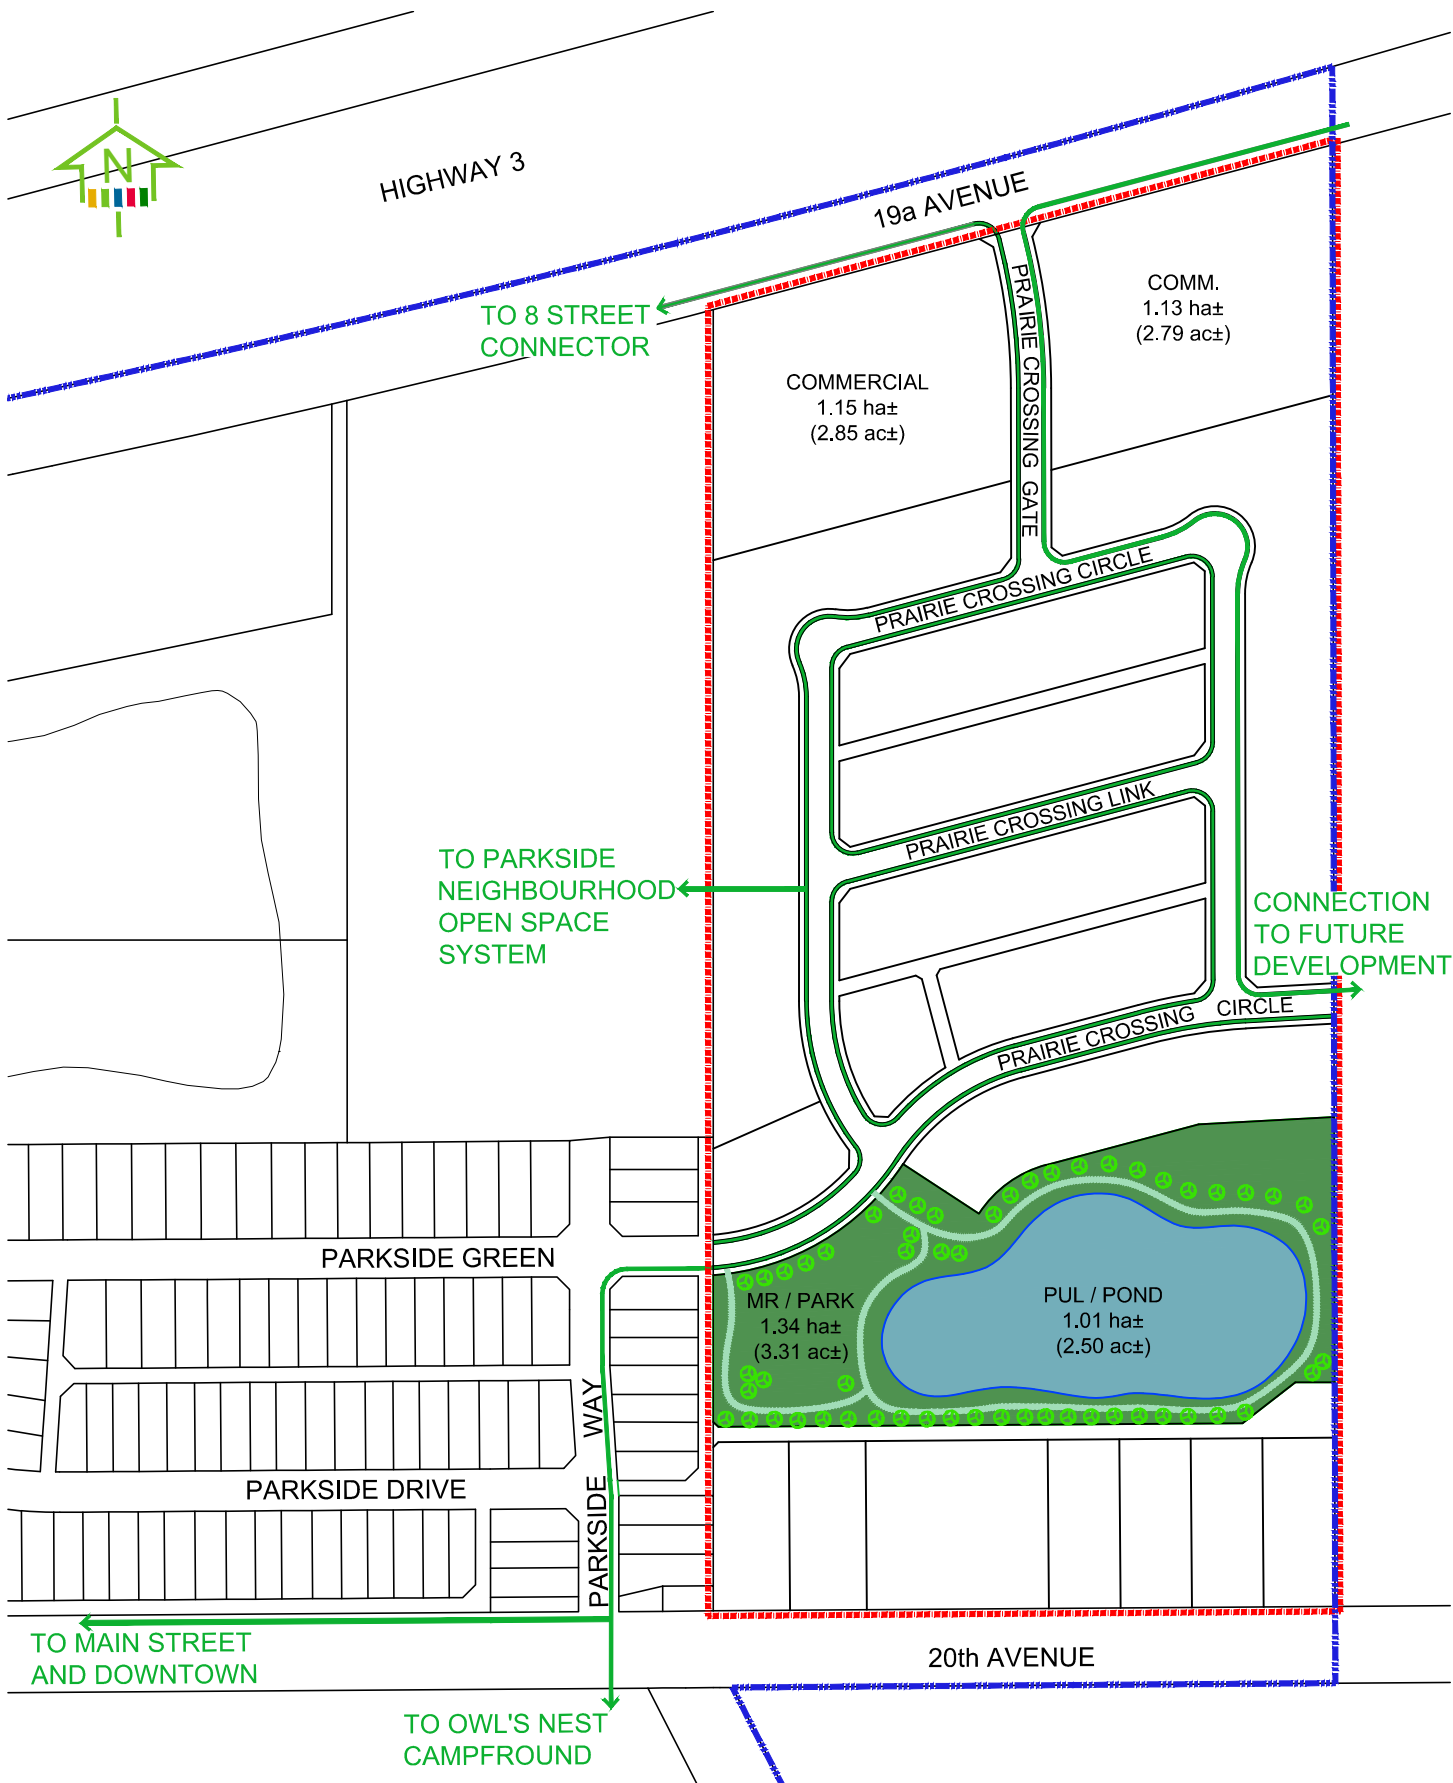 N
HIGHWAY 3
19a AVENUE
TO 8 STREET
CONNECTOR
PRAIRIE CROSSING GATE
COMM.
1.13 ha±
(2.79 ac±)
COMMERCIAL
1.15 ha±
(2.85 ac±)
PRAIRIE CROSSING CIRCLE
PRAIRIE CROSSING LINK
TO PARKSIDE
NEIGHBOURHOOD
OPEN SPACE
SYSTEM
CONNECTION
TO FUTURE
DEVELOPMENT
PRAIRIE CROSSING CIRCLE
PARKSIDE GREEN
MR / PARK
1.34 ha±
(3.31 ac±)
PUL / POND
1.01 ha±
(2.50 ac±)
PARKSIDE WAY
PARKSIDE DRIVE
TO MAIN STREET
AND DOWNTOWN
20th AVENUE
TO OWL'S NEST
CAMPFROUND